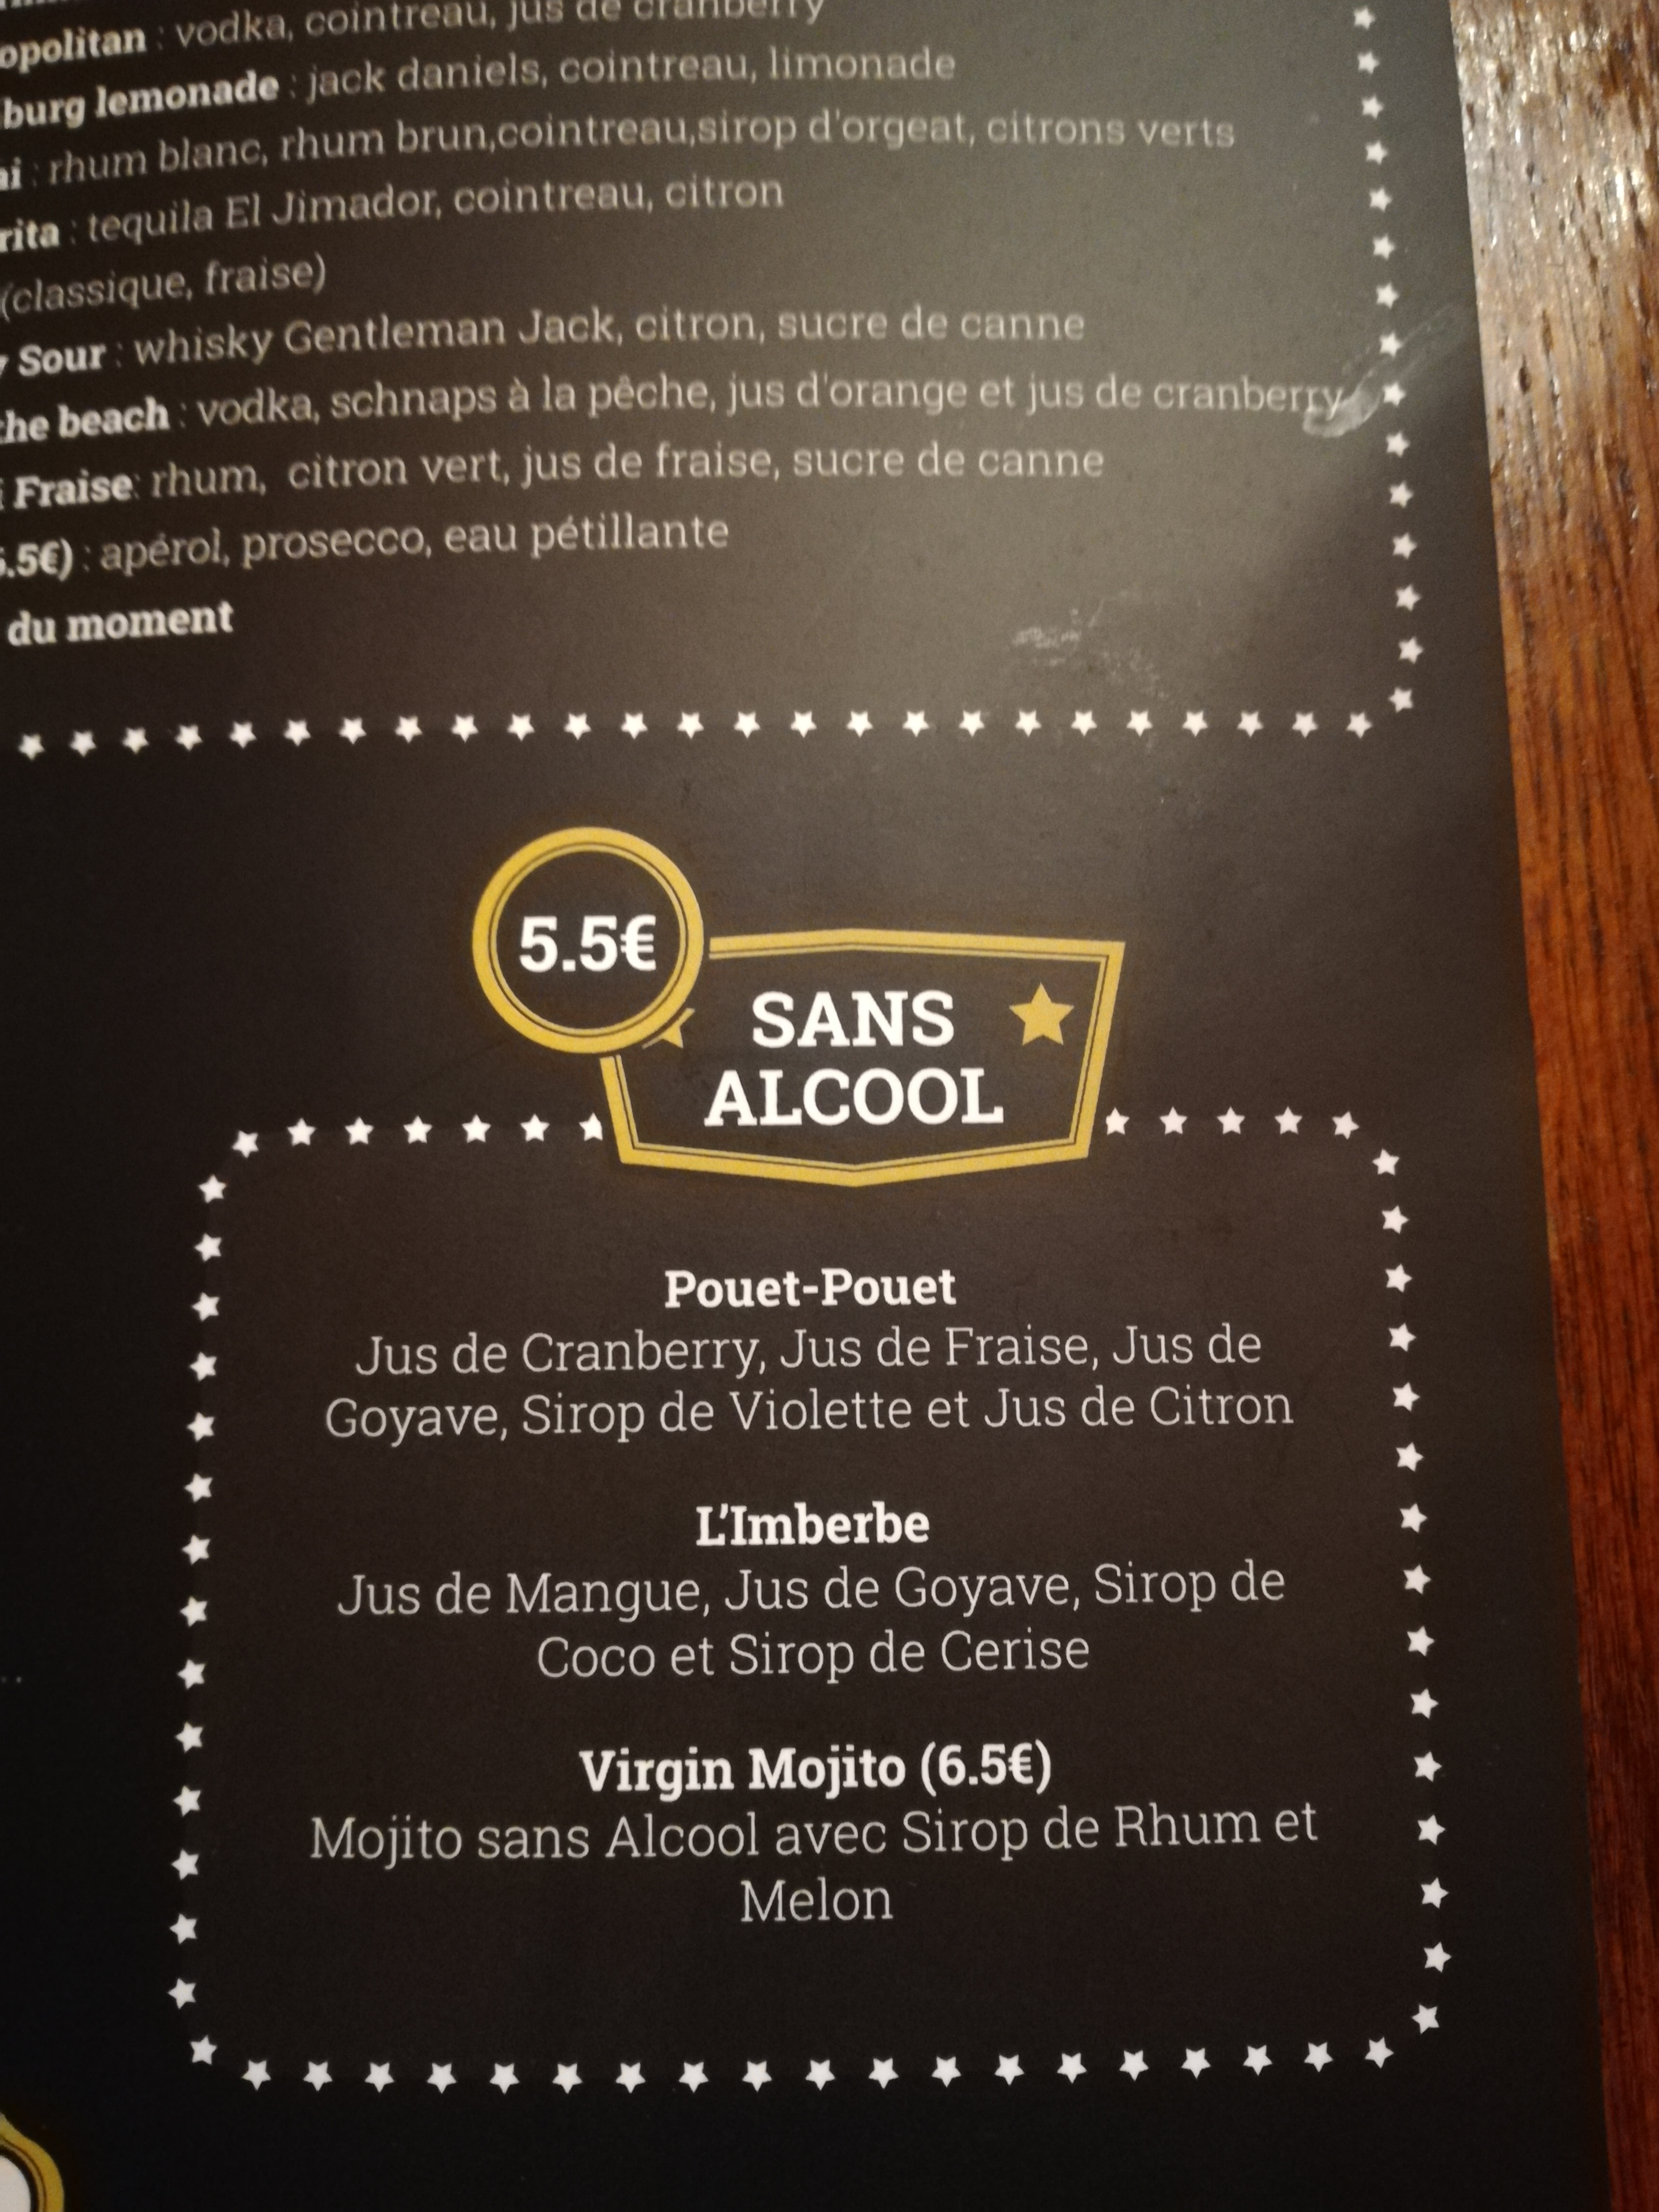 opolitan : vodka, cointreau, jus de cranberry
burg lemonade : jack daniels, cointreau, limonade
ai : rhum blanc, rhum brun,cointreau,sirop d'orgeat, citrons verts
rita : tequila El Jimador, cointreau, citron
(classique, fraise)
y Sour : whisky Gentleman Jack, citron, sucre de canne
the beach : vodka, schnaps à la pêche, jus d'orange et jus de cranberry
i Fraise: rhum, citron vert, jus de fraise, sucre de canne
6.5€) : apérol, prosecco, eau pétillante
du moment
5.5€
SANS
ALCOOL
Pouet-Pouet
Jus de Cranberry, Jus de Fraise, Jus de
Goyave, Sirop de Violette et Jus de Citron
L'Imberbe
Jus de Mangue, Jus de Goyave, Sirop de
Coco et Sirop de Cerise
Virgin Mojito (6.5€)
Mojito sans Alcool avec Sirop de Rhum et
Melon